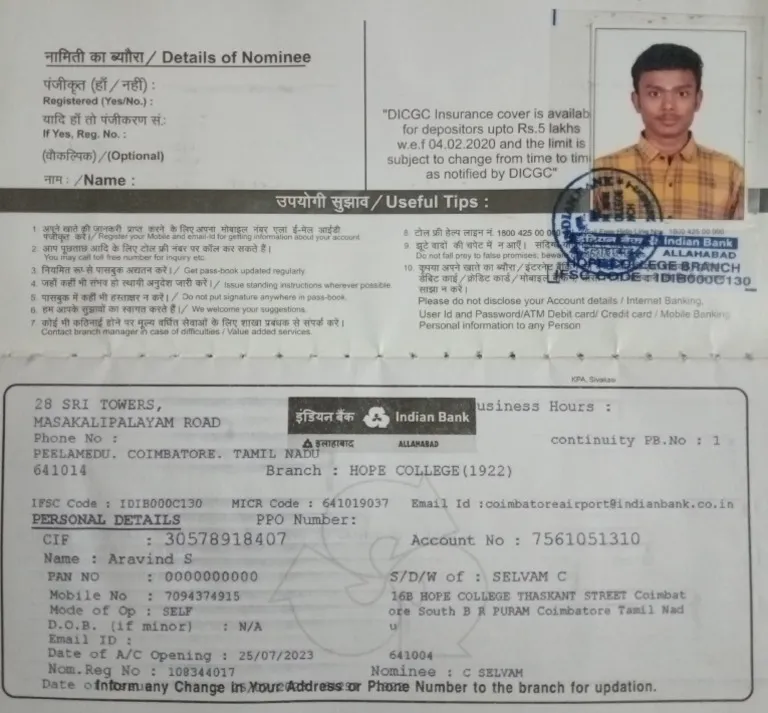 नामिती का ब्यौरा / Details of Nominee
पंजीकृत (हाँ / नहीं) :
Registered (Yes/No.) :
यादि हाँ तो पंजीकरण सं.:
If Yes, Reg. No. :
(वैकल्पिक) / (Optional)
नाम : / Name :
"DICGC Insurance cover is availab
for depositors upto Rs.5 lakhs
w.e.f 04.02.2020 and the limit is
subject to change from time to tim
as notified by DICGC"
उपयोगी सुझाव / Useful Tips :
1. अपने खाते की जानकारी प्राप्त करने के लिए अपना मोबाइल नंबर एवं ई-मेल आईडी
पंजीकृत करें। / Register your Mobile and email-Id for getting information about your account.
2. आप पूछताछ आदि के लिए टोल फ्री नंबर पर कॉल कर सकते हैं।
You may call toll free number for inquiry etc.
3. नियमित रूप से पासबुक अद्यतन करें। / Get pass-book updated regularly.
4. जहाँ कहीं भी संभव हो स्थायी अनुदेश जारी करें। / Issue standing instructions wherever possible.
5. पासबुक में कहीं भी हस्ताक्षर न करें। / Do not put signature anywhere in pass-book.
6. हम आपके सुझावों का स्वागत करते हैं। / We welcome your suggestions.
7. कोई भी कठिनाई होने पर मूल्य वर्धित सेवाओं के लिए शाखा प्रबंधक से संपर्क करें।
Contact branch manager in case of difficulties / Value added services.
8. टोल फ्री हेल्प लाइन नं. 1800 425 00 00
9. झूटे वादों की चपेट में न आएँ।
Do not fall prey to false promises, bewar
10. कृपया अपने खाते का ब्यौरा / इंटरनेट
डेबिट कार्ड / क्रेडिट कार्ड / मोबाइल
साझा न करें।
Please do not disclose your Account details / Internet Banking,
User Id and Password/ATM Debit card/ Credit card / Mobile Banking,
Personal information to any Person
इंडियन बैंक Indian Bank
ALLAHABAD
COLLEGE BRANCH
CODE : IDIB000C130
KPA, Sivakasi
28 SRI TOWERS,
MASAKALIPALAYAM ROAD
Phone No :
PEELAMEDU. COIMBATORE. TAMIL NADU
641014
इंडियन बैंक Indian Bank
इलाहाबाद ALLAHABAD
usiness Hours :
continuity PB.No : 1
Branch : HOPE COLLEGE(1922)
IFSC Code : IDIB000C130 MICR Code : 641019037 Email Id :coimbatoreairport@indianbank.co.in
PERSONAL DETAILS PPO Number:
CIF : 30578918407 Account No : 7561051310
Name : Aravind S
PAN NO : 0000000000 S/D/W of : SELVAM C
Mobile No : 7094374915 16B HOPE COLLEGE THASKANT STREET Coimbat
Mode of Op : SELF ore South B R PURAM Coimbatore Tamil Nad
D.O.B. (if minor) : N/A u
Email ID :
Date of A/C Opening : 25/07/2023 641004
Nom.Reg No : 108344017 Nominee : C SELVAM
Date o
Inform any Change in Your Address or Phone Number to the branch for updation.